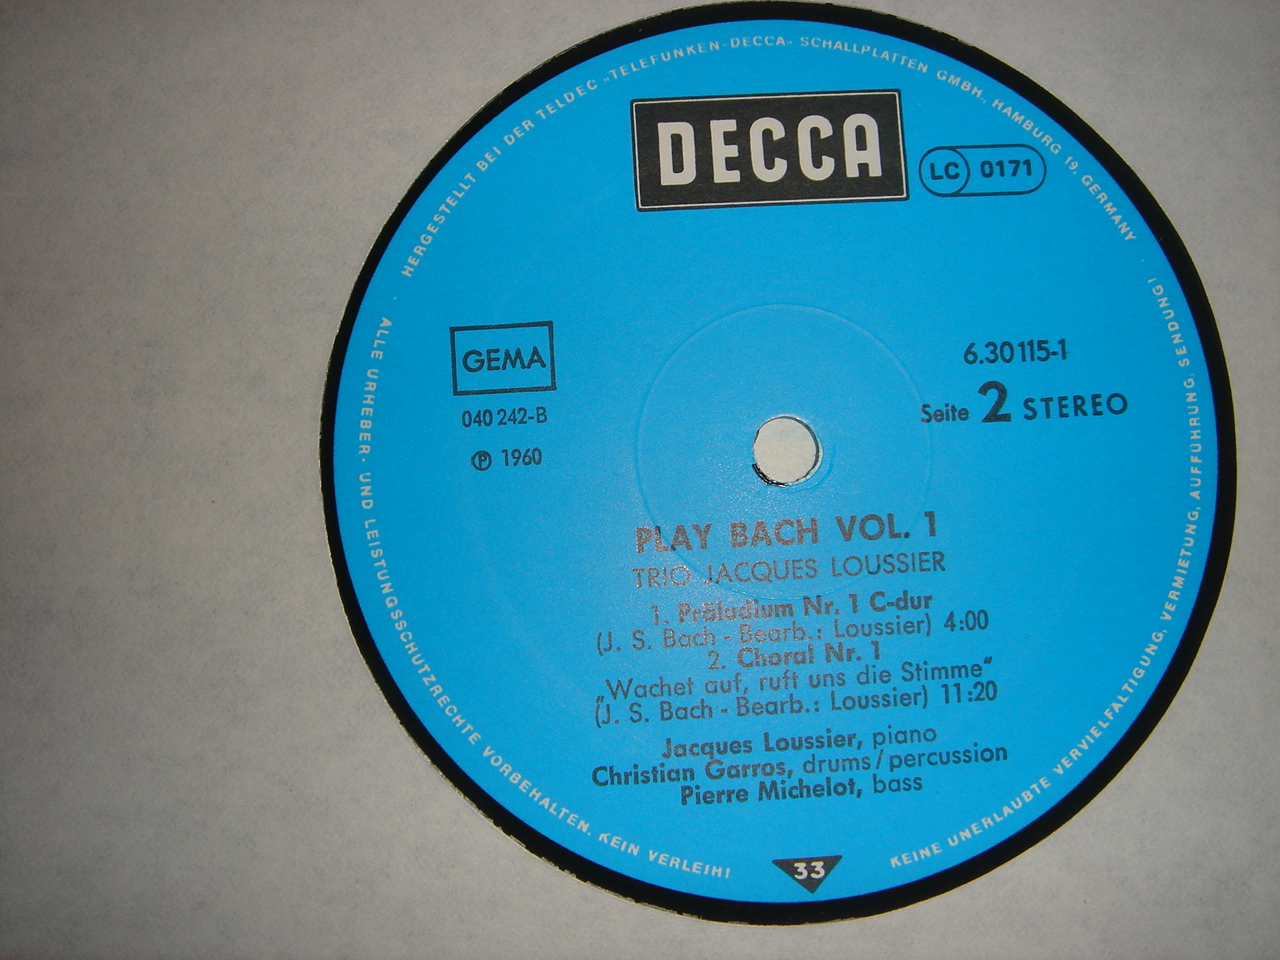 HERGESTELLT BEI DER TELDEC „TELEFUNKEN-DECCA" SCHALLPLATTEN GMBH., HAMBURG 19, GERMANY
DECCA
LC 0171
GEMA
040 242-B
Ⓟ 1960
6.30115-1
Seite 2 STEREO
PLAY BACH VOL. 1
TRIO JACQUES LOUSSIER
1. Präludium Nr. 1 C-dur
(J. S. Bach - Bearb.: Loussier) 4:00
2. Choral Nr. 1
„Wachet auf, ruft uns die Stimme"
(J. S. Bach - Bearb.: Loussier) 11:20
Jacques Loussier, piano
Christian Garros, drums/percussion
Pierre Michelot, bass
33
ALLE URHEBER- UND LEISTUNGSSCHUTZRECHTE VORBEHALTEN. KEIN VERLEIH!
KEINE UNERLAUBTE VERVIELFÄLTIGUNG, VERMIETUNG, AUFFÜHRUNG, SENDUNG!